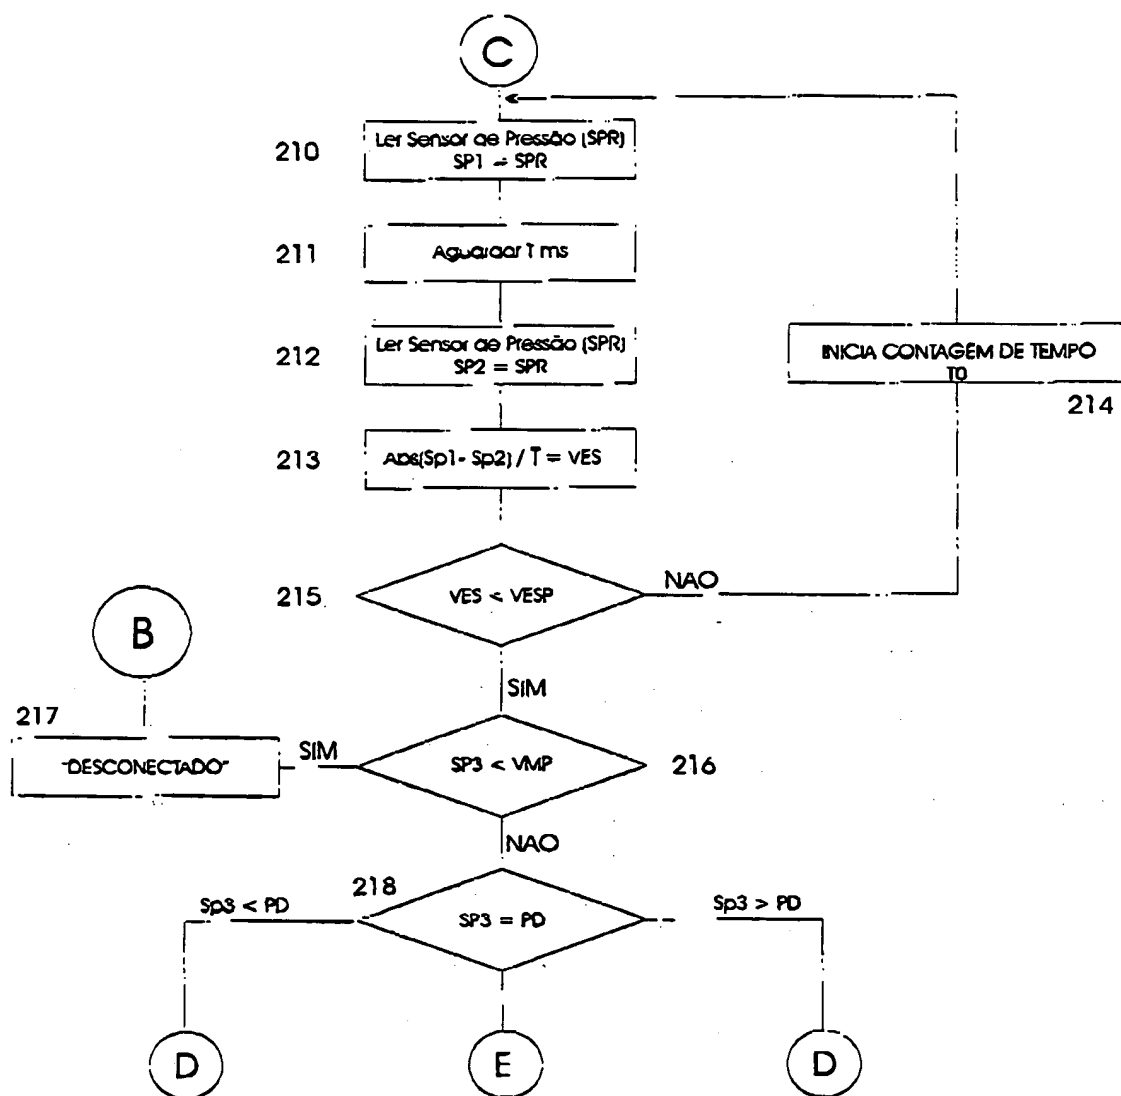 C
210
Ler Sensor de Pressão (SPR)
SP1 = SPR
211
Aguardar T ms
212
Ler Sensor de Pressão (SPR)
SP2 = SPR
INICIA CONTAGEM DE TEMPO
T0
214
213
Abs(Sp1- Sp2) / T = VES
215
VES < VESP
NAO
B
SIM
217
"DESCONECTADO"
SIM
SP3 < VMP
216
NAO
218
Sp3 < PD
SP3 = PD
Sp3 > PD
D
E
D